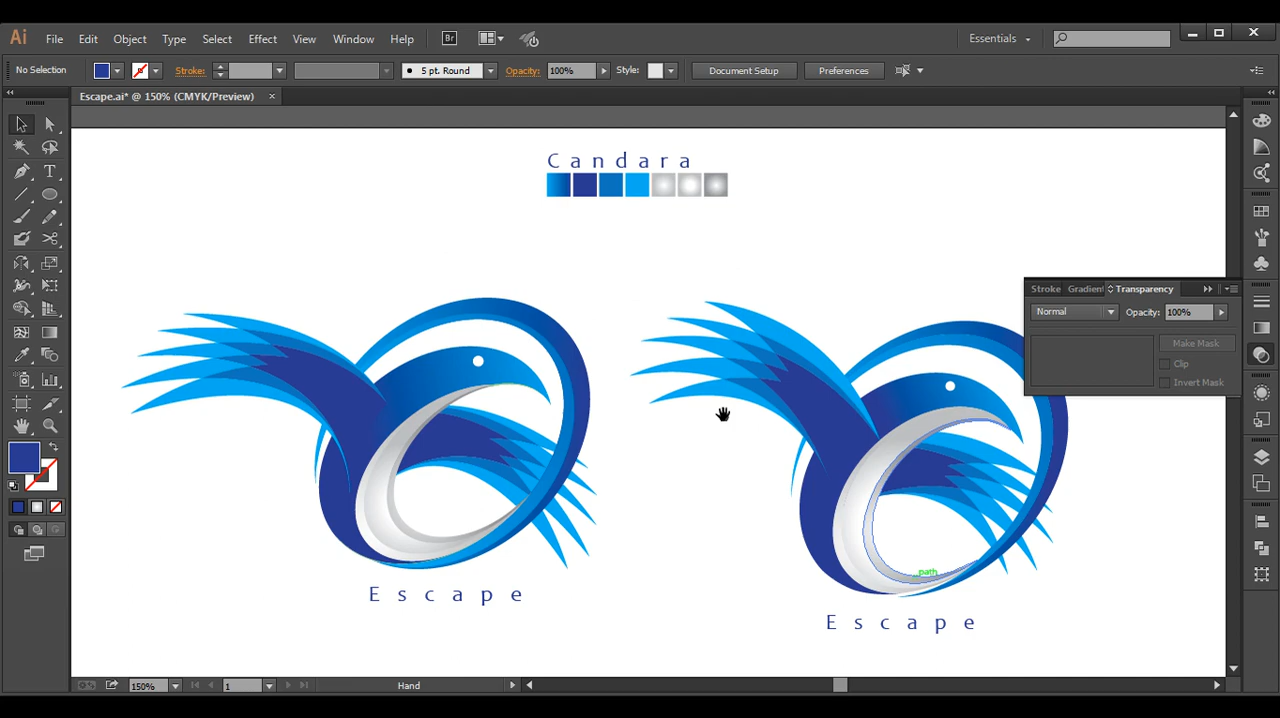 Ai File Edit Object Type Select Effect View Window Help Br Essentials
No Selection Stroke: 5 pt. Round Opacity: 100% Style: Document Setup Preferences
Escape.ai* @ 150% (CMYK/Preview) ×
Candara
Stroke Gradient Transparency
Normal Opacity: 100%
Make Mask
Clip
Invert Mask
path
Escape
Escape
150% 1 Hand